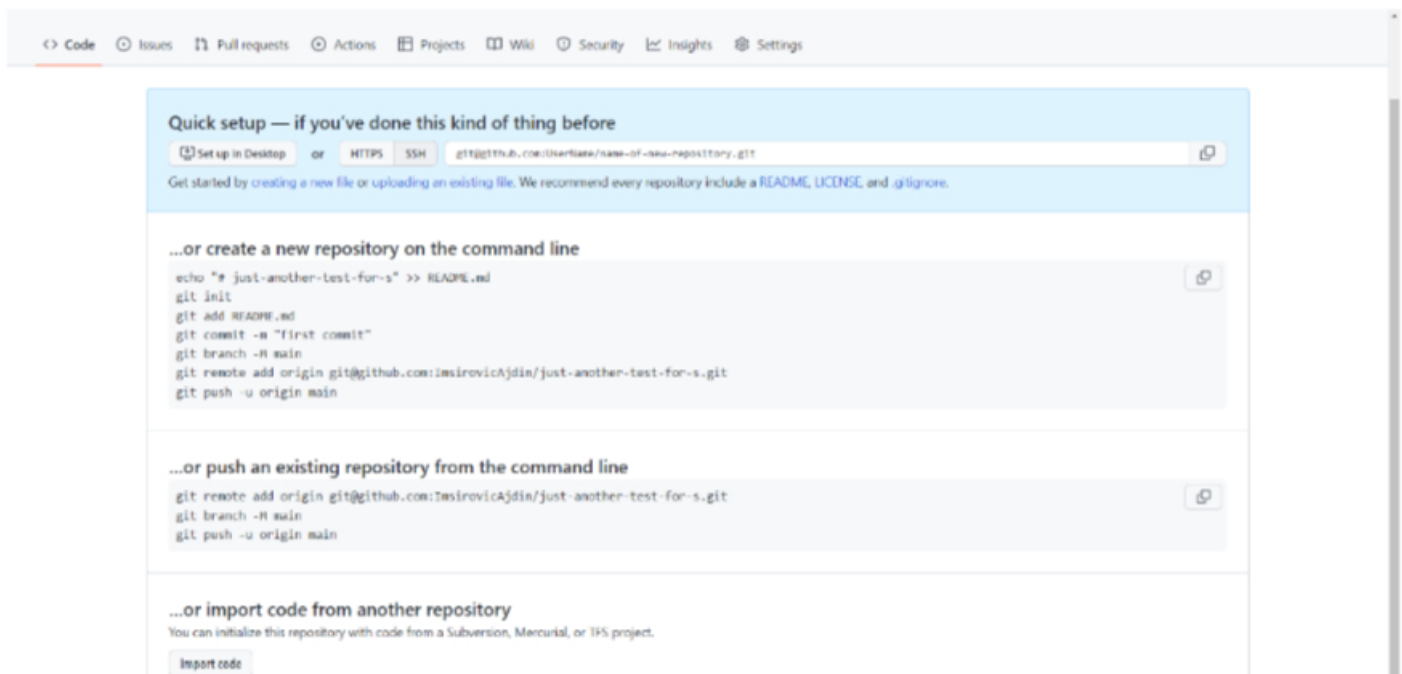 <> Code Issues Pull requests Actions Projects Wiki Security Insights Settings
Quick setup — if you've done this kind of thing before
Set up in Desktop or HTTPS SSH git@github.com:UserName/name-of-new-repository.git
Get started by creating a new file or uploading an existing file. We recommend every repository include a README, LICENSE, and .gitignore.
...or create a new repository on the command line
echo "# just-another-test-for-s" >> README.md
git init
git add README.md
git commit -m "first commit"
git branch -M main
git remote add origin git@github.com:ImsirovicAjdin/just-another-test-for-s.git
git push -u origin main
...or push an existing repository from the command line
git remote add origin git@github.com:ImsirovicAjdin/just-another-test-for-s.git
git branch -M main
git push -u origin main
...or import code from another repository
You can initialize this repository with code from a Subversion, Mercurial, or TFS project.
Import code